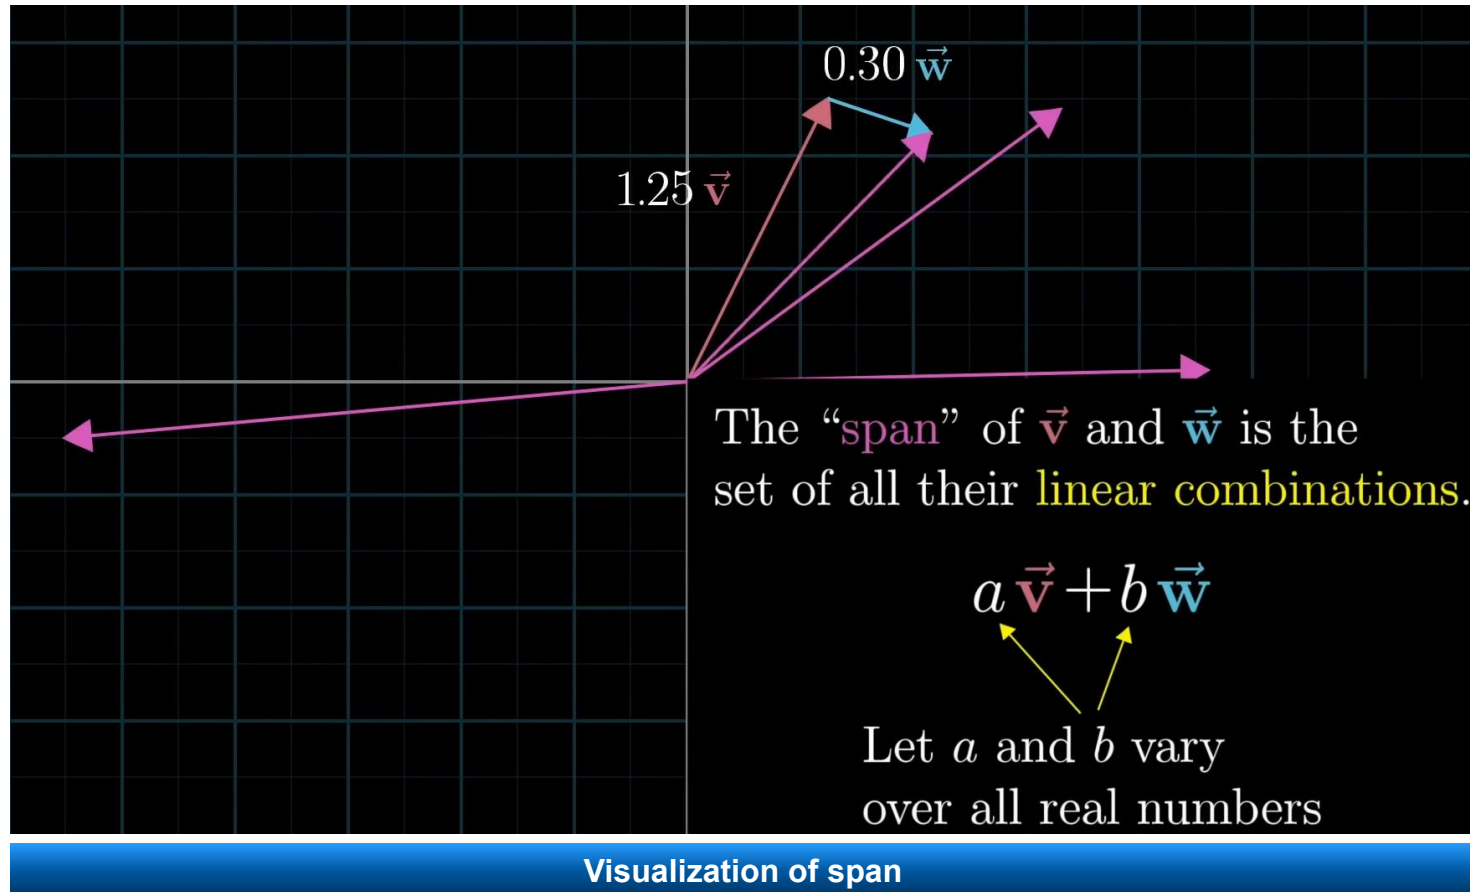 0.30 w⃗
1.25 v⃗
The “span” of v⃗ and w⃗ is the
set of all their linear combinations.
a v⃗ + b w⃗
Let a and b vary
over all real numbers
Visualization of span